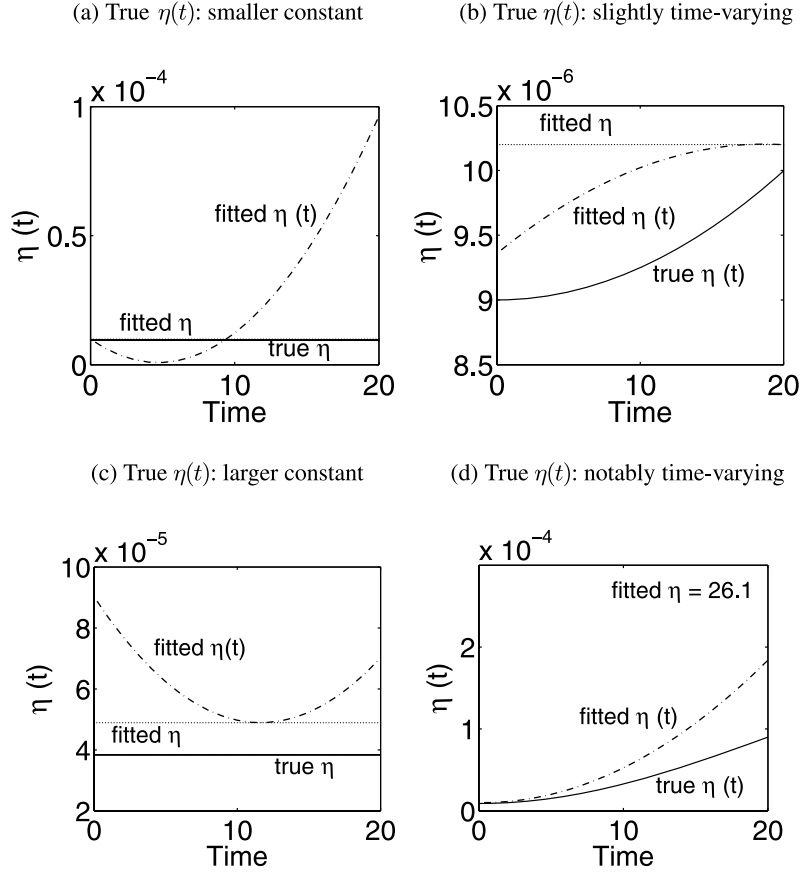 (a) True η(t): smaller constant
x 10⁻⁴
1
0.5
0
η (t)
fitted η (t)
fitted η
true η
0 10 20
Time
(b) True η(t): slightly time-varying
x 10⁻⁶
10.5
10
9.5
9
8.5
η (t)
fitted η
fitted η (t)
true η (t)
0 10 20
Time
(c) True η(t): larger constant
x 10⁻⁵
10
8
6
4
2
η (t)
fitted η(t)
fitted η
true η
0 10 20
Time
(d) True η(t): notably time-varying
x 10⁻⁴
2
1
0
η (t)
fitted η = 26.1
fitted η (t)
true η (t)
0 10 20
Time